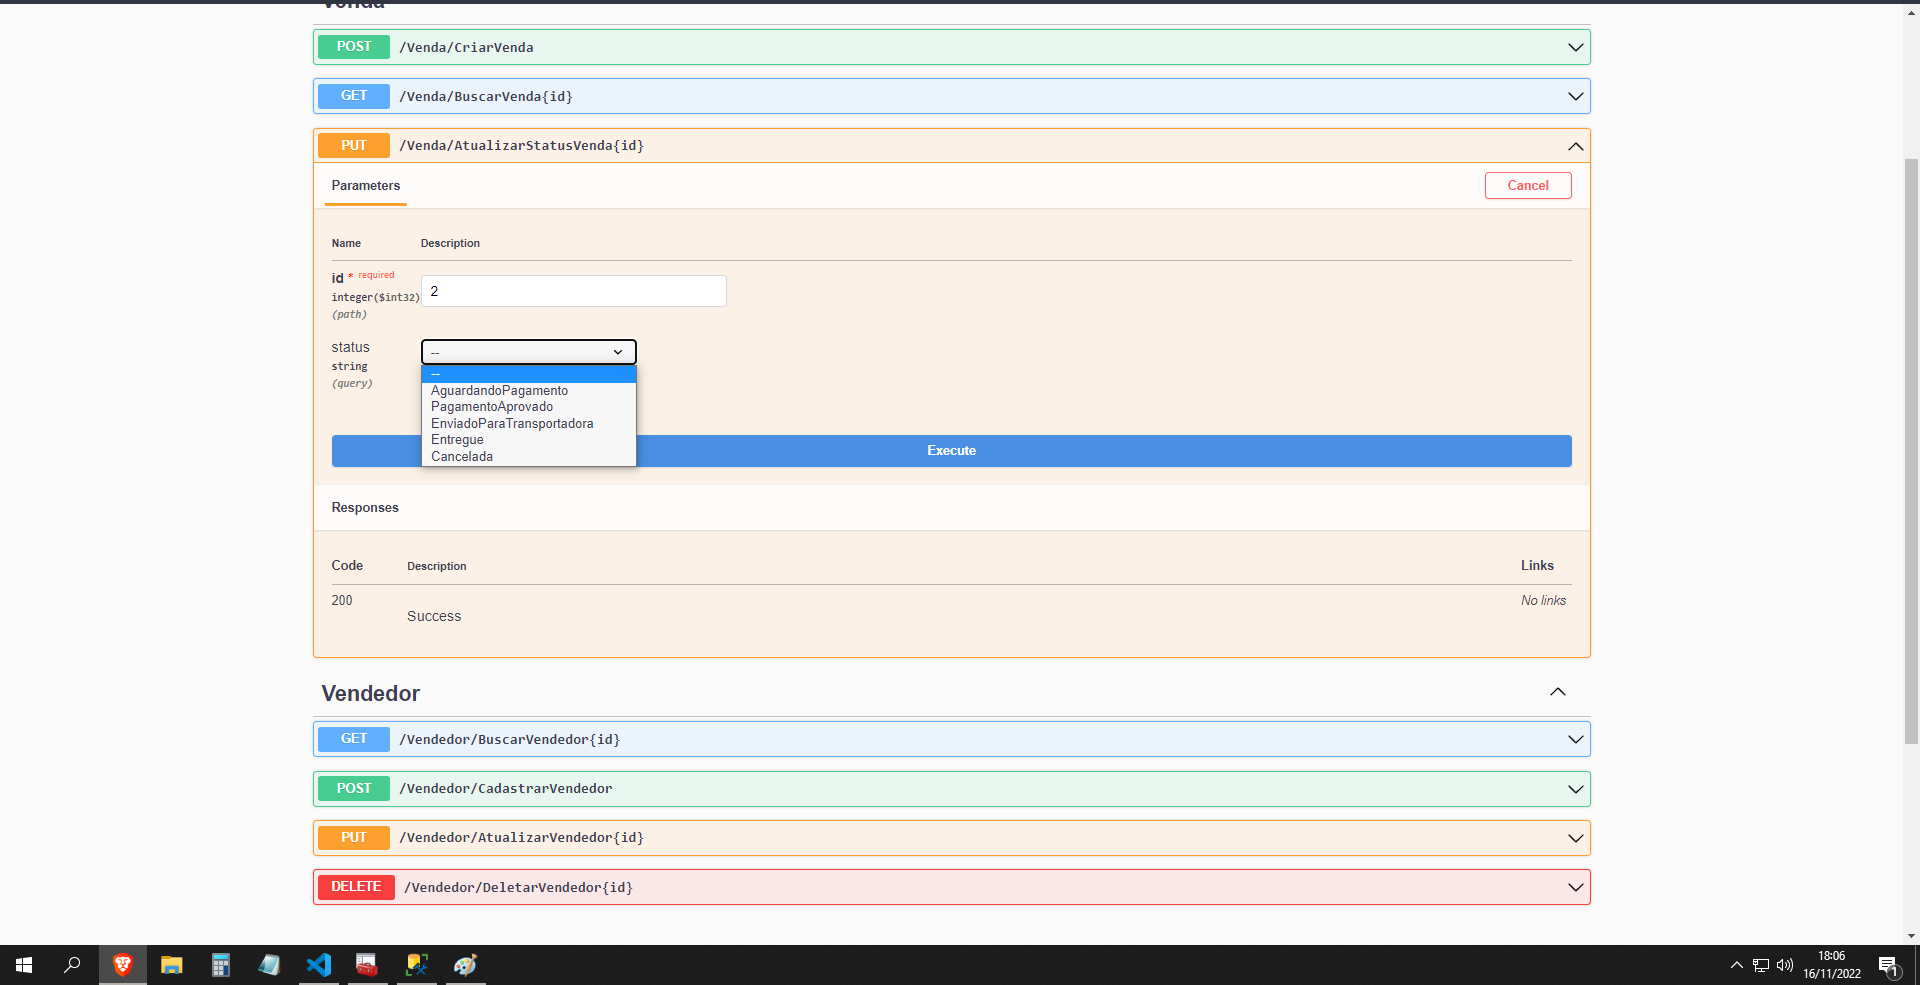 Venda
POST /Venda/CriarVenda
GET /Venda/BuscarVenda{id}
PUT /Venda/AtualizarStatusVenda{id}
Parameters
Cancel
Name Description
id * required
integer($int32)
(path)
2
status
string
(query)
--
--
AguardandoPagamento
PagamentoAprovado
EnviadoParaTransportadora
Entregue
Cancelada
Execute
Responses
Code Description Links
200 No links
Success
Vendedor
GET /Vendedor/BuscarVendedor{id}
POST /Vendedor/CadastrarVendedor
PUT /Vendedor/AtualizarVendedor{id}
DELETE /Vendedor/DeletarVendedor{id}
18:06
16/11/2022
1